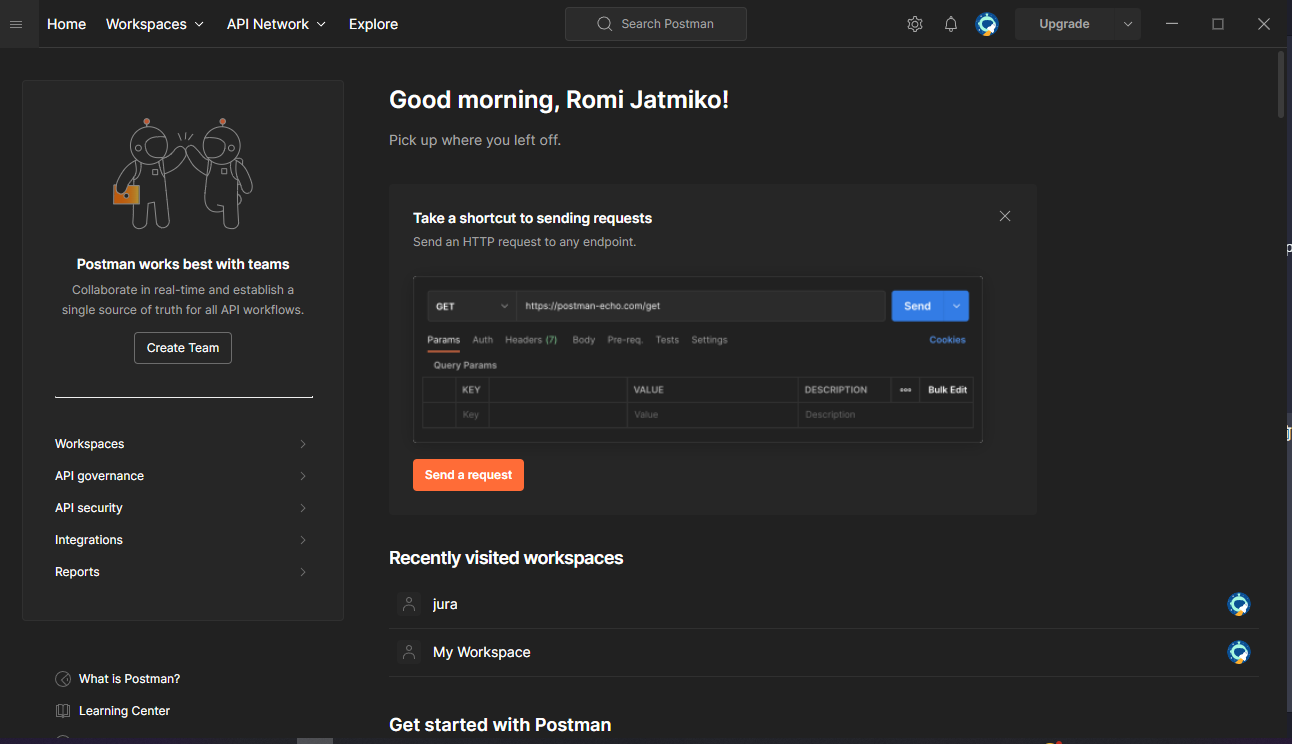 Home Workspaces API Network Explore Search Postman Upgrade
Postman works best with teams
Collaborate in real-time and establish a
single source of truth for all API workflows.
Create Team
Workspaces
API governance
API security
Integrations
Reports
What is Postman?
Learning Center
Good morning, Romi Jatmiko!
Pick up where you left off.
Take a shortcut to sending requests
Send an HTTP request to any endpoint.
GET https://postman-echo.com/get Send
Params Auth Headers (7) Body Pre-req. Tests Settings Cookies
Query Params
KEY VALUE DESCRIPTION ••• Bulk Edit
Key Value Description
Send a request
Recently visited workspaces
jura
My Workspace
Get started with Postman